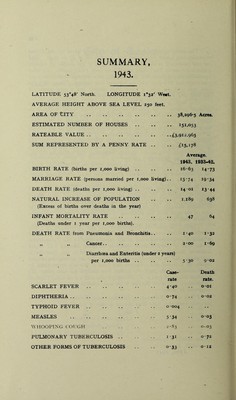 SUMMARY,
1943.
LATITUDE 53°48' North. LONGITUDE 1°32' West.
AVERAGE HEIGHT ABOVE SEA LEVEL 250 feet.
AREA OF CITY .. 38,296¾ Acres.
ESTIMATED NUMBER OF HOUSES .. 152,053
RATEABLE VALUE .. £3,922,965
SUM REPRESENTED BY A PENNY RATE .. £15,178
Average.
1943. 1933-42.
BIRTH RATE (births per 1,000 living) .. 16·63 14·73
MARRIAGE RATE (persons married per 1,000 living) .. 13·74 19·34
DEATH RATE (deaths per 1,000 living) .. 14·01 13·44
NATURAL INCREASE OF POPULATION .. 1,189 698
(Excess of births over deaths in the year)
INFANT MORTALITY RATE .. 47 64
(Deaths under 1 year per 1,000 births).
DEATH RATE from Pneumonia and Bronchitis .. 1·40 1·32
„ „ Cancer .. 2·00 1·69
„ „ Diarrhœa and Enteritis (under 2 years)
per 1,000 births .. 5·30 9·02
Case-rate Death rate.
SCARLET FEVER .. 4·40 0·01
DIPHTHERIA .. 0·74 0·02
TYPHOID FEVER .. 0·004 ..
MEASLES .. 5·34 0·03
WHOOPING COUGH .. 0·03
PULMONARY TUBERCULOSIS .. 1·31 0·72
OTHER FORMS OF TUBERCULOSIS .. 0·33 0·12